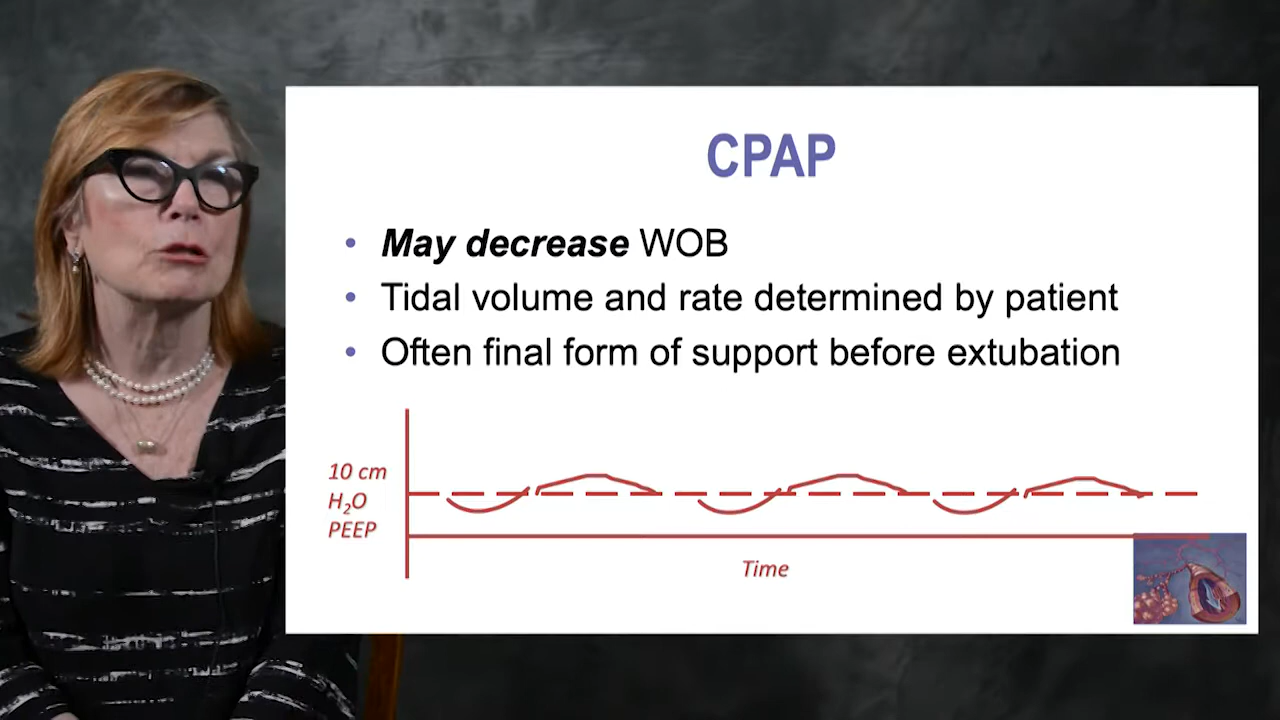 CPAP
• May decrease WOB
• Tidal volume and rate determined by patient
• Often final form of support before extubation
10 cm
H₂O
PEEP
Time